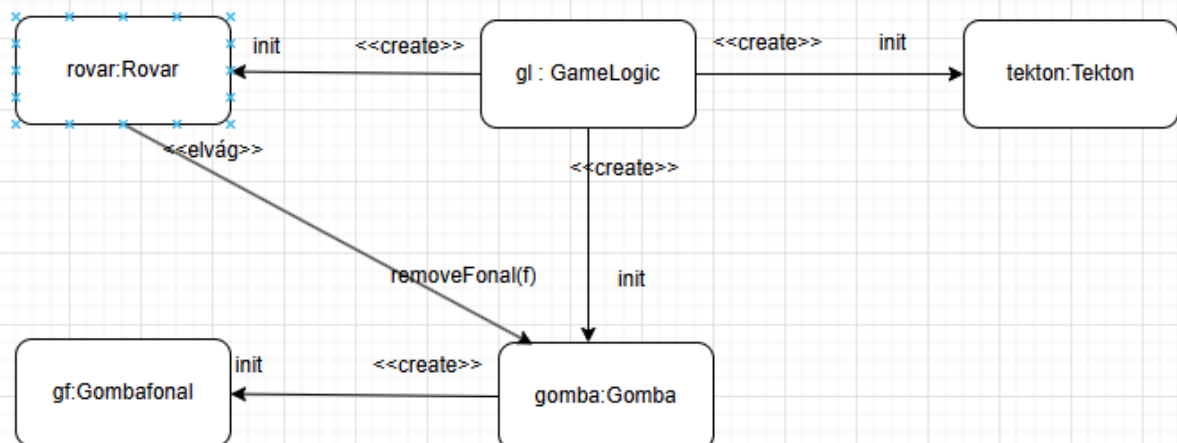 init
<<create>>
<<create>>
init
rovar:Rovar
gl : GameLogic
tekton:Tekton
<<elvág>>
<<create>>
removeFonal(f)
init
init
<<create>>
gf:Gombafonal
gomba:Gomba